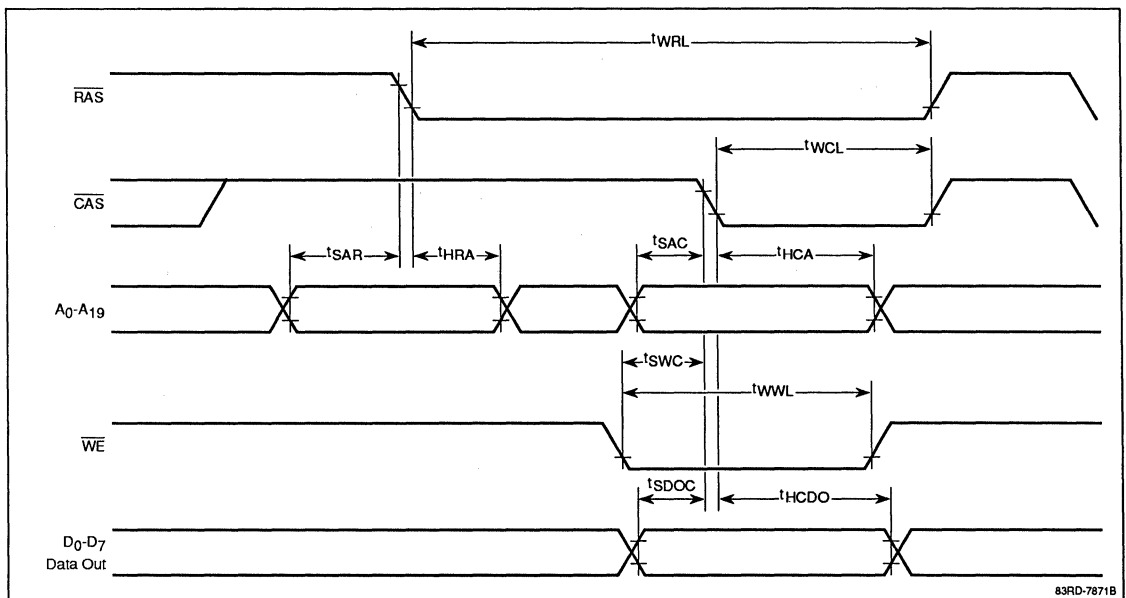 tWRL
RAS
tWCL
CAS
tSAR
tHRA
tSAC
tHCA
A0-A19
tSWC
tWWL
WE
tSDOC
tHCDO
D0-D7
Data Out
83RD-7871B